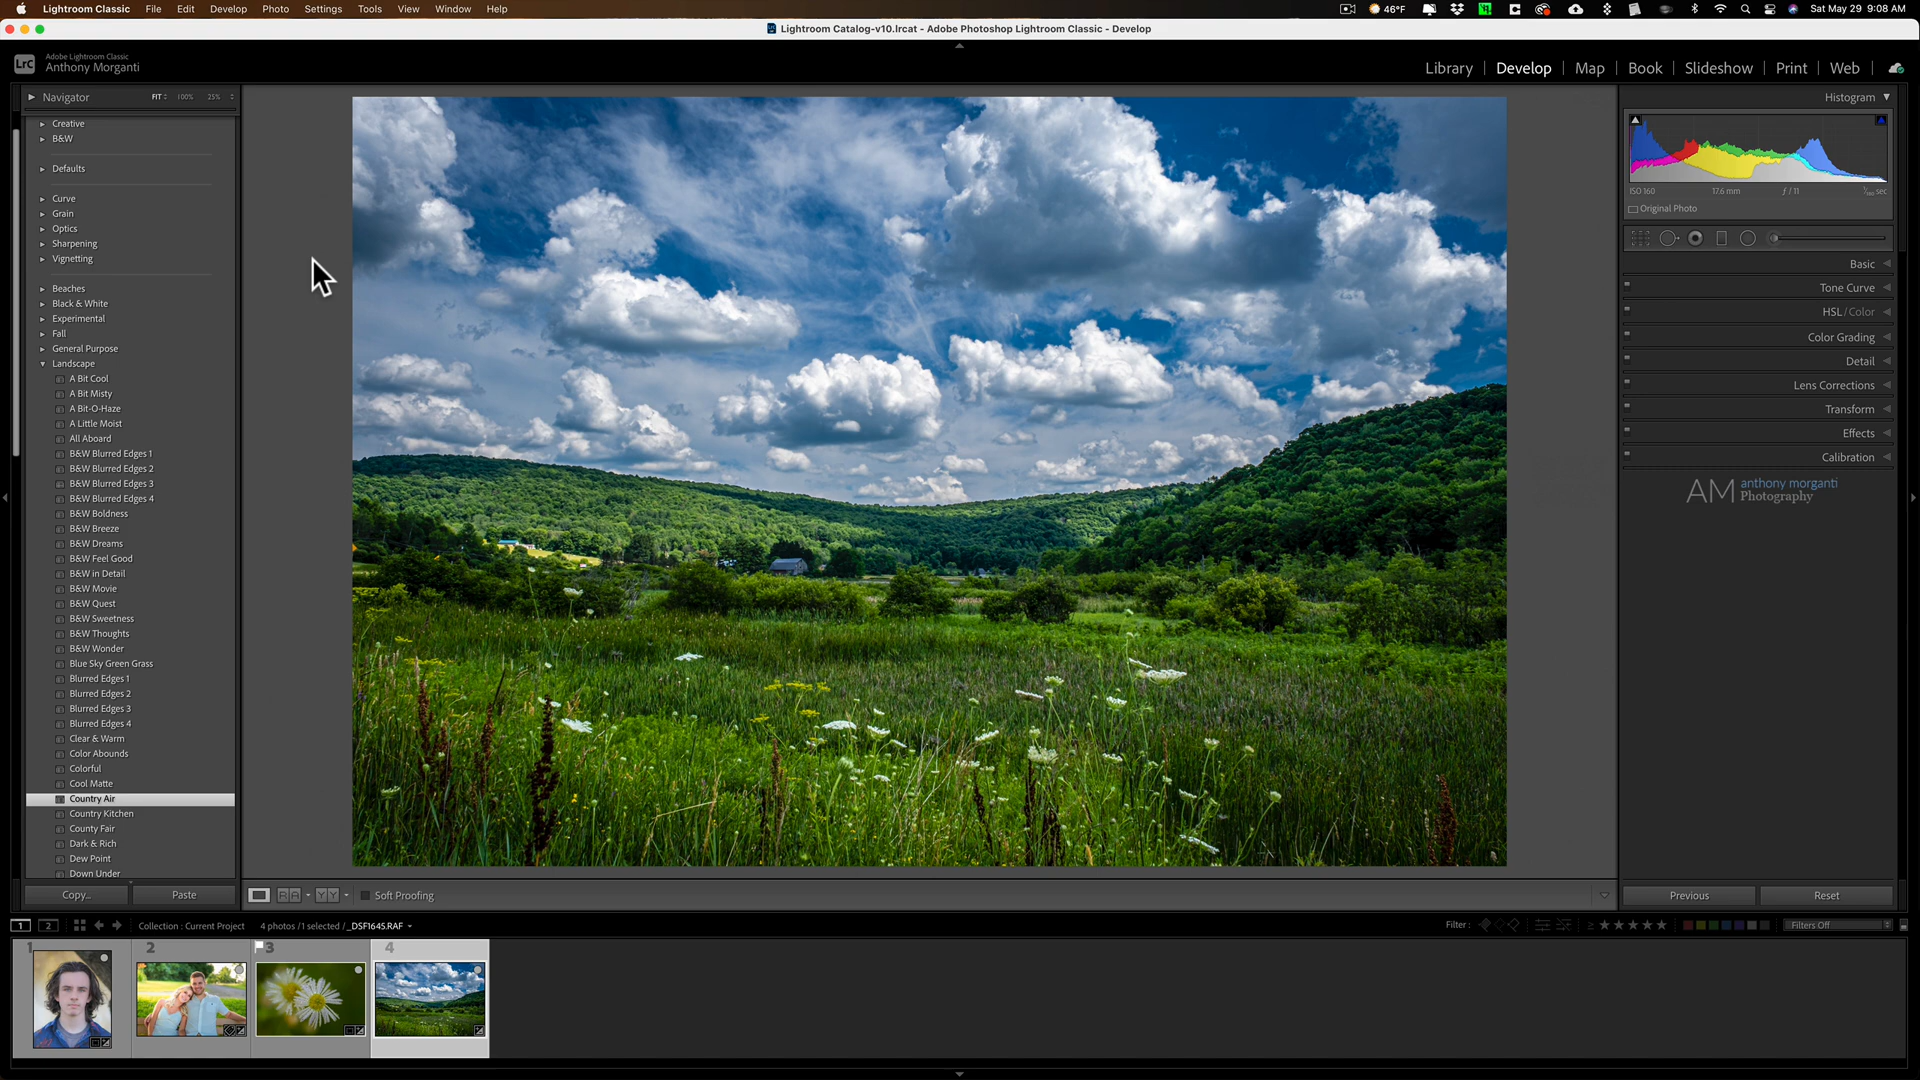 Lightroom Classic File Edit Develop Photo Settings Tools View Window Help 46°F Sat May 29 9:08 AM
Lightroom Catalog-v10.lrcat - Adobe Photoshop Lightroom Classic - Develop
LrC Adobe Lightroom Classic
Anthony Morganti
Library | Develop | Map | Book | Slideshow | Print | Web
Navigator FIT 100% 25%
Histogram
Creative
B&W
Defaults
Curve
Grain
Optics
Sharpening
Vignetting
Beaches
Black & White
Experimental
Fall
General Purpose
Landscape
A Bit Cool
A Bit Misty
A Bit-O-Haze
A Little Moist
All Aboard
B&W Blurred Edges 1
B&W Blurred Edges 2
B&W Blurred Edges 3
B&W Blurred Edges 4
B&W Boldness
B&W Breeze
B&W Dreams
B&W Feel Good
B&W in Detail
B&W Movie
B&W Quest
B&W Sweetness
B&W Thoughts
B&W Wonder
Blue Sky Green Grass
Blurred Edges 1
Blurred Edges 2
Blurred Edges 3
Blurred Edges 4
Clear & Warm
Color Abounds
Colorful
Cool Matte
Country Air
Country Kitchen
County Fair
Dark & Rich
Dew Point
Down Under
Copy... Paste
ISO 160 17.6 mm ƒ / 11 sec
Original Photo
Basic
Tone Curve
HSL / Color
Color Grading
Detail
Lens Corrections
Transform
Effects
Calibration
AM anthony morganti
Photography
Soft Proofing
Previous Reset
1 2 Collection : Current Project 4 photos / 1 selected / _DSF1645.RAF
Filter : ≥ ★★★★★ Filters Off
1 2 3 4